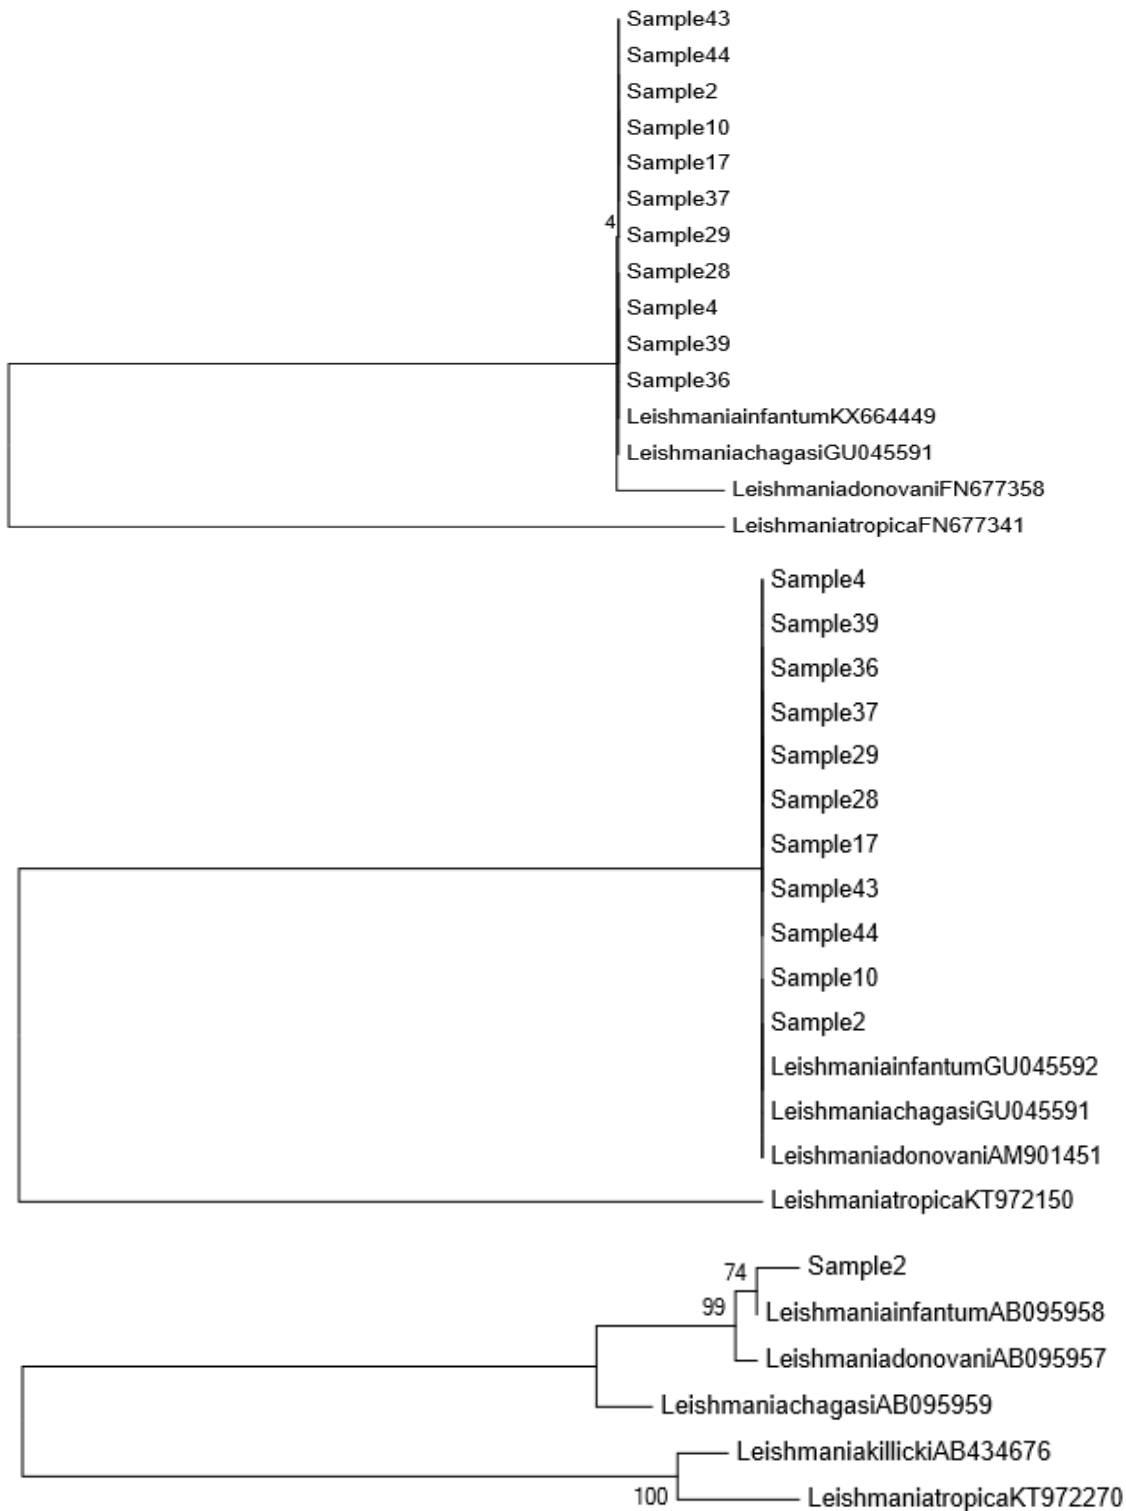 Sample43
Sample44
Sample2
Sample10
Sample17
Sample37
4
Sample29
Sample28
Sample4
Sample39
Sample36
LeishmaniainfantumKX664449
LeishmaniachagasiGU045591
LeishmaniadonovaniFN677358
LeishmaniatropicaFN677341
Sample4
Sample39
Sample36
Sample37
Sample29
Sample28
Sample17
Sample43
Sample44
Sample10
Sample2
LeishmaniainfantumGU045592
LeishmaniachagasiGU045591
LeishmaniadonovaniAM901451
LeishmaniatropicaKT972150
74 Sample2
99 LeishmaniainfantumAB095958
LeishmaniadonovaniAB095957
LeishmaniachagasiAB095959
LeishmaniakillickiAB434676
100 LeishmaniatropicaKT972270